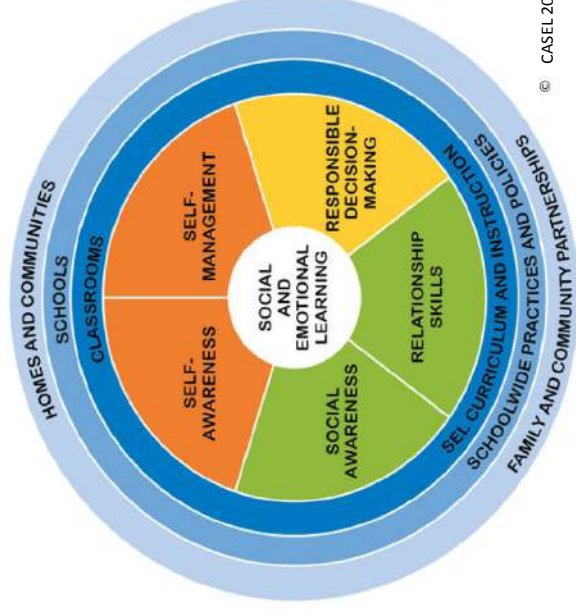 HOMES AND COMMUNITIES
SCHOOLS
CLASSROOMS
SELF-
AWARENESS
SELF-
MANAGEMENT
SOCIAL
AWARENESS
RESPONSIBLE
DECISION-
MAKING
RELATIONSHIP
SKILLS
SOCIAL
AND
EMOTIONAL
LEARNING
SEL CURRICULUM AND INSTRUCTION
SCHOOLWIDE PRACTICES AND POLICIES
FAMILY AND COMMUNITY PARTNERSHIPS
© CASEL